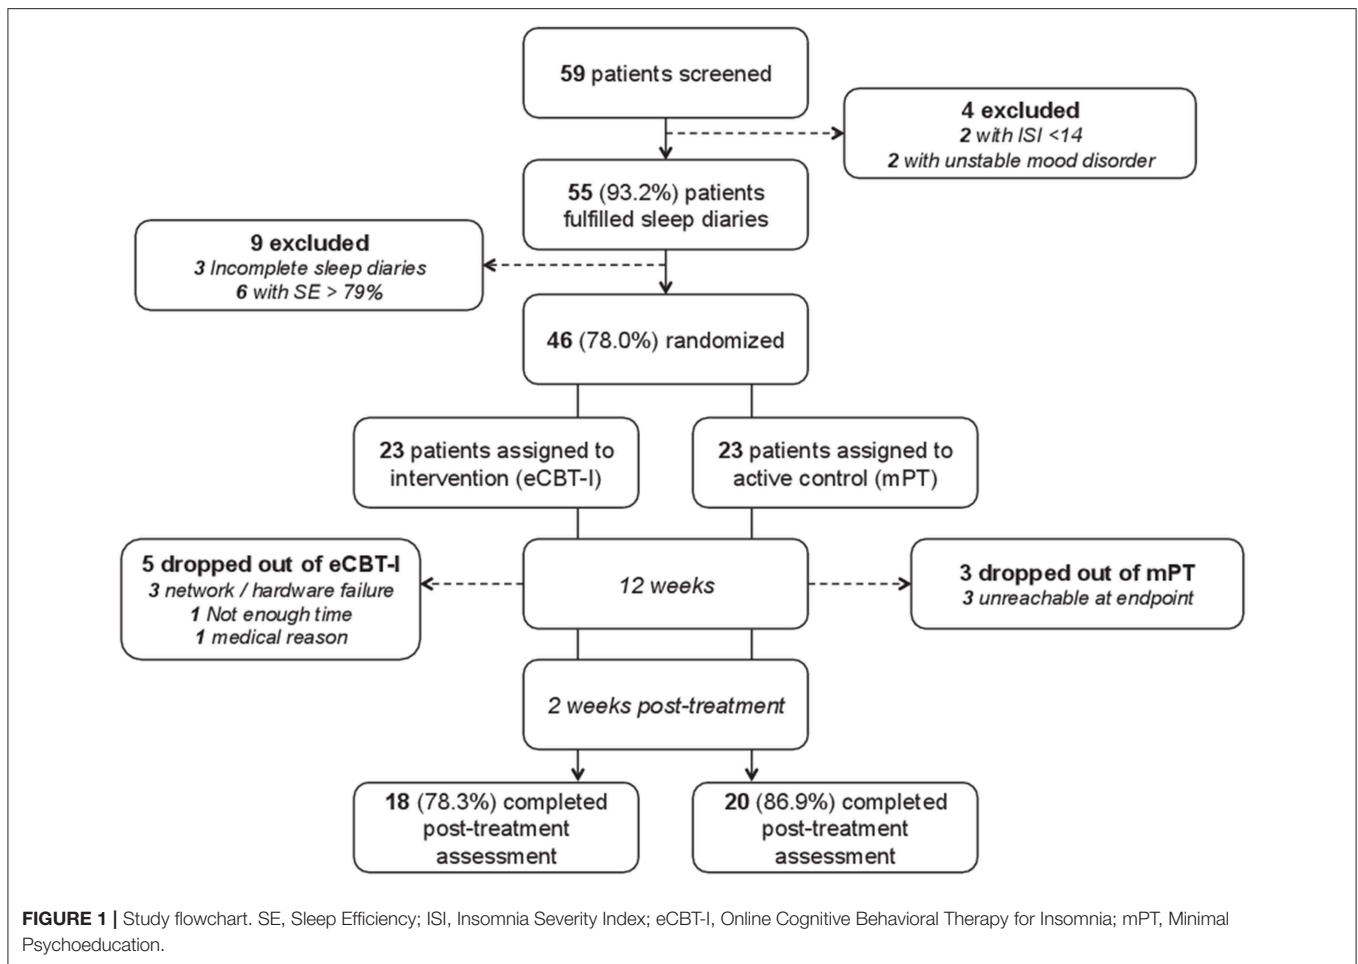 59 patients screened
4 excluded
2 with ISI <14
2 with unstable mood disorder
55 (93.2%) patients
fulfilled sleep diaries
9 excluded
3 Incomplete sleep diaries
6 with SE > 79%
46 (78.0%) randomized
23 patients assigned to
intervention (eCBT-I)
23 patients assigned to
active control (mPT)
5 dropped out of eCBT-I
3 network / hardware failure
1 Not enough time
1 medical reason
12 weeks
3 dropped out of mPT
3 unreachable at endpoint
2 weeks post-treatment
18 (78.3%) completed
post-treatment
assessment
20 (86.9%) completed
post-treatment
assessment
FIGURE 1 | Study flowchart. SE, Sleep Efficiency; ISI, Insomnia Severity Index; eCBT-I, Online Cognitive Behavioral Therapy for Insomnia; mPT, Minimal
Psychoeducation.